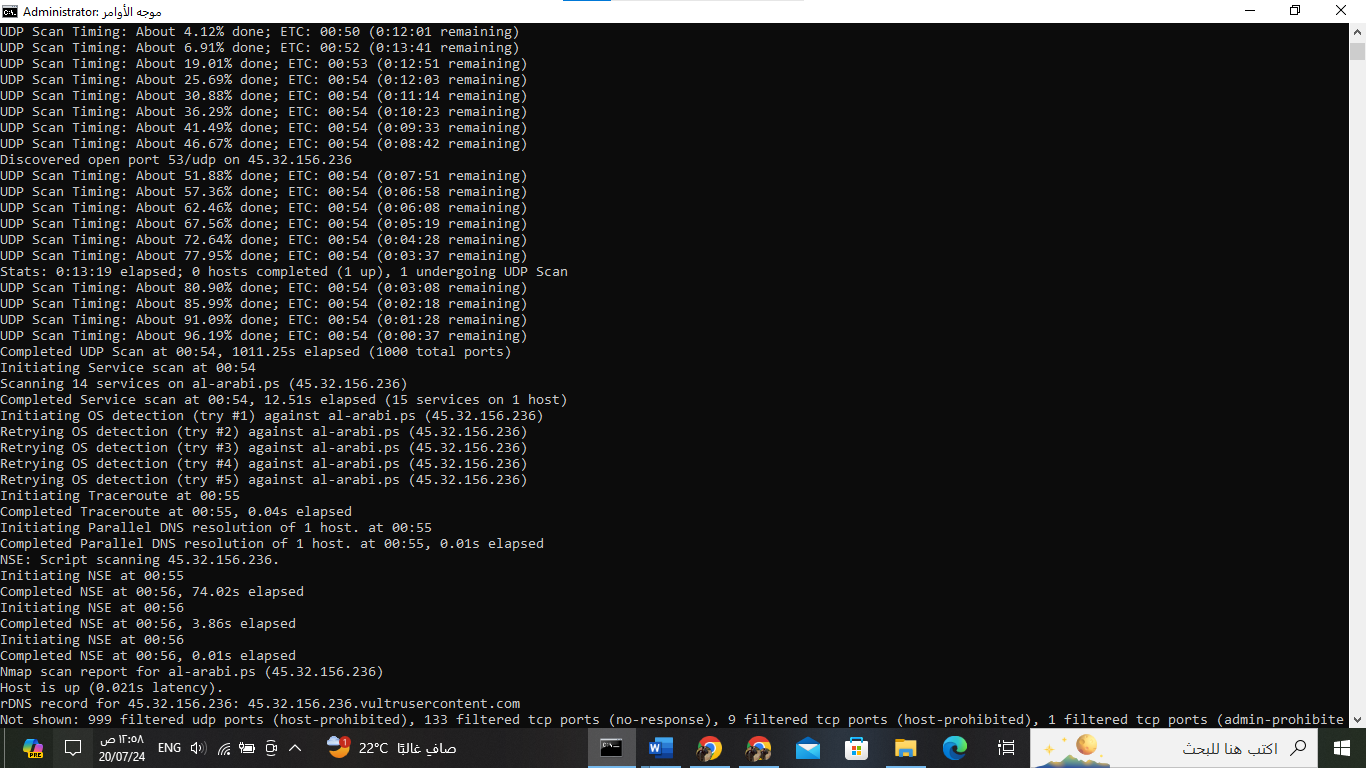 Administrator: موجه الأوامر
UDP Scan Timing: About 4.12% done; ETC: 00:50 (0:12:01 remaining)
UDP Scan Timing: About 6.91% done; ETC: 00:52 (0:13:41 remaining)
UDP Scan Timing: About 19.01% done; ETC: 00:53 (0:12:51 remaining)
UDP Scan Timing: About 25.69% done; ETC: 00:54 (0:12:03 remaining)
UDP Scan Timing: About 30.88% done; ETC: 00:54 (0:11:14 remaining)
UDP Scan Timing: About 36.29% done; ETC: 00:54 (0:10:23 remaining)
UDP Scan Timing: About 41.49% done; ETC: 00:54 (0:09:33 remaining)
UDP Scan Timing: About 46.67% done; ETC: 00:54 (0:08:42 remaining)
Discovered open port 53/udp on 45.32.156.236
UDP Scan Timing: About 51.88% done; ETC: 00:54 (0:07:51 remaining)
UDP Scan Timing: About 57.36% done; ETC: 00:54 (0:06:58 remaining)
UDP Scan Timing: About 62.46% done; ETC: 00:54 (0:06:08 remaining)
UDP Scan Timing: About 67.56% done; ETC: 00:54 (0:05:19 remaining)
UDP Scan Timing: About 72.64% done; ETC: 00:54 (0:04:28 remaining)
UDP Scan Timing: About 77.95% done; ETC: 00:54 (0:03:37 remaining)
Stats: 0:13:19 elapsed; 0 hosts completed (1 up), 1 undergoing UDP Scan
UDP Scan Timing: About 80.90% done; ETC: 00:54 (0:03:08 remaining)
UDP Scan Timing: About 85.99% done; ETC: 00:54 (0:02:18 remaining)
UDP Scan Timing: About 91.09% done; ETC: 00:54 (0:01:28 remaining)
UDP Scan Timing: About 96.19% done; ETC: 00:54 (0:00:37 remaining)
Completed UDP Scan at 00:54, 1011.25s elapsed (1000 total ports)
Initiating Service scan at 00:54
Scanning 14 services on al-arabi.ps (45.32.156.236)
Completed Service scan at 00:54, 12.51s elapsed (15 services on 1 host)
Initiating OS detection (try #1) against al-arabi.ps (45.32.156.236)
Retrying OS detection (try #2) against al-arabi.ps (45.32.156.236)
Retrying OS detection (try #3) against al-arabi.ps (45.32.156.236)
Retrying OS detection (try #4) against al-arabi.ps (45.32.156.236)
Retrying OS detection (try #5) against al-arabi.ps (45.32.156.236)
Initiating Traceroute at 00:55
Completed Traceroute at 00:55, 0.04s elapsed
Initiating Parallel DNS resolution of 1 host. at 00:55
Completed Parallel DNS resolution of 1 host. at 00:55, 0.01s elapsed
NSE: Script scanning 45.32.156.236.
Initiating NSE at 00:55
Completed NSE at 00:56, 74.02s elapsed
Initiating NSE at 00:56
Completed NSE at 00:56, 3.86s elapsed
Initiating NSE at 00:56
Completed NSE at 00:56, 0.01s elapsed
Nmap scan report for al-arabi.ps (45.32.156.236)
Host is up (0.021s latency).
rDNS record for 45.32.156.236: 45.32.156.236.vultrusercontent.com
Not shown: 999 filtered udp ports (host-prohibited), 133 filtered tcp ports (no-response), 9 filtered tcp ports (host-prohibited), 1 filtered tcp ports (admin-prohibite
PRE
١٢:٥٨ ص
20/07/24
ENG
1
22°C صافٍ غالبًا
اكتب هنا للبحث